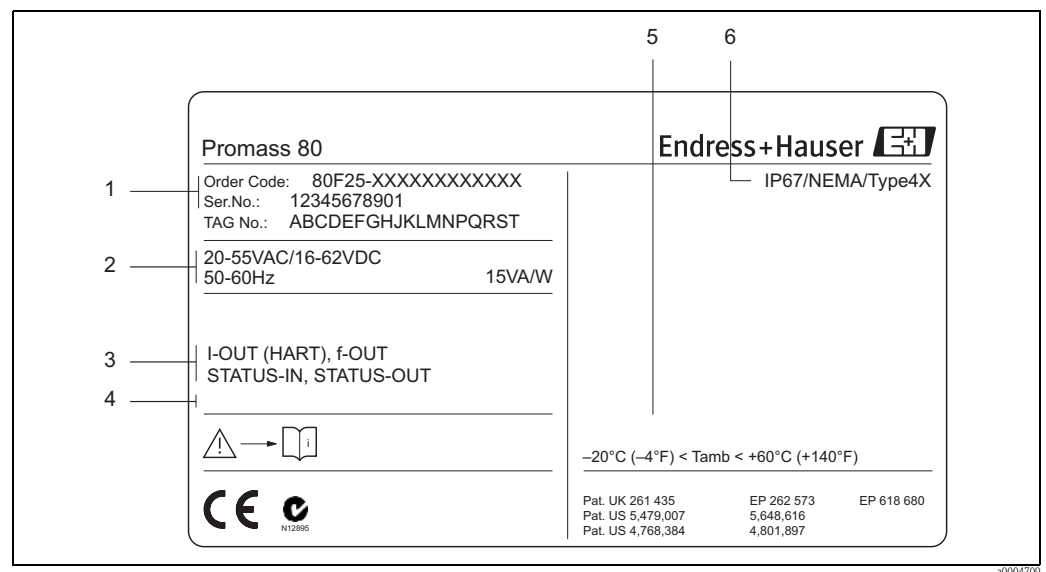 5 6
Promass 80
Endress+Hauser
1
Order Code: 80F25-XXXXXXXXXXXX
Ser.No.: 12345678901
TAG No.: ABCDEFGHJKLMNPQRST
IP67/NEMA/Type4X
2
20-55VAC/16-62VDC
50-60Hz 15VA/W
3
I-OUT (HART), f-OUT
STATUS-IN, STATUS-OUT
4
i
–20°C (–4°F) < Tamb < +60°C (+140°F)
CE
N12895
Pat. UK 261 435 EP 262 573 EP 618 680
Pat. US 5,479,007 5,648,616
Pat. US 4,768,384 4,801,897
a0004709